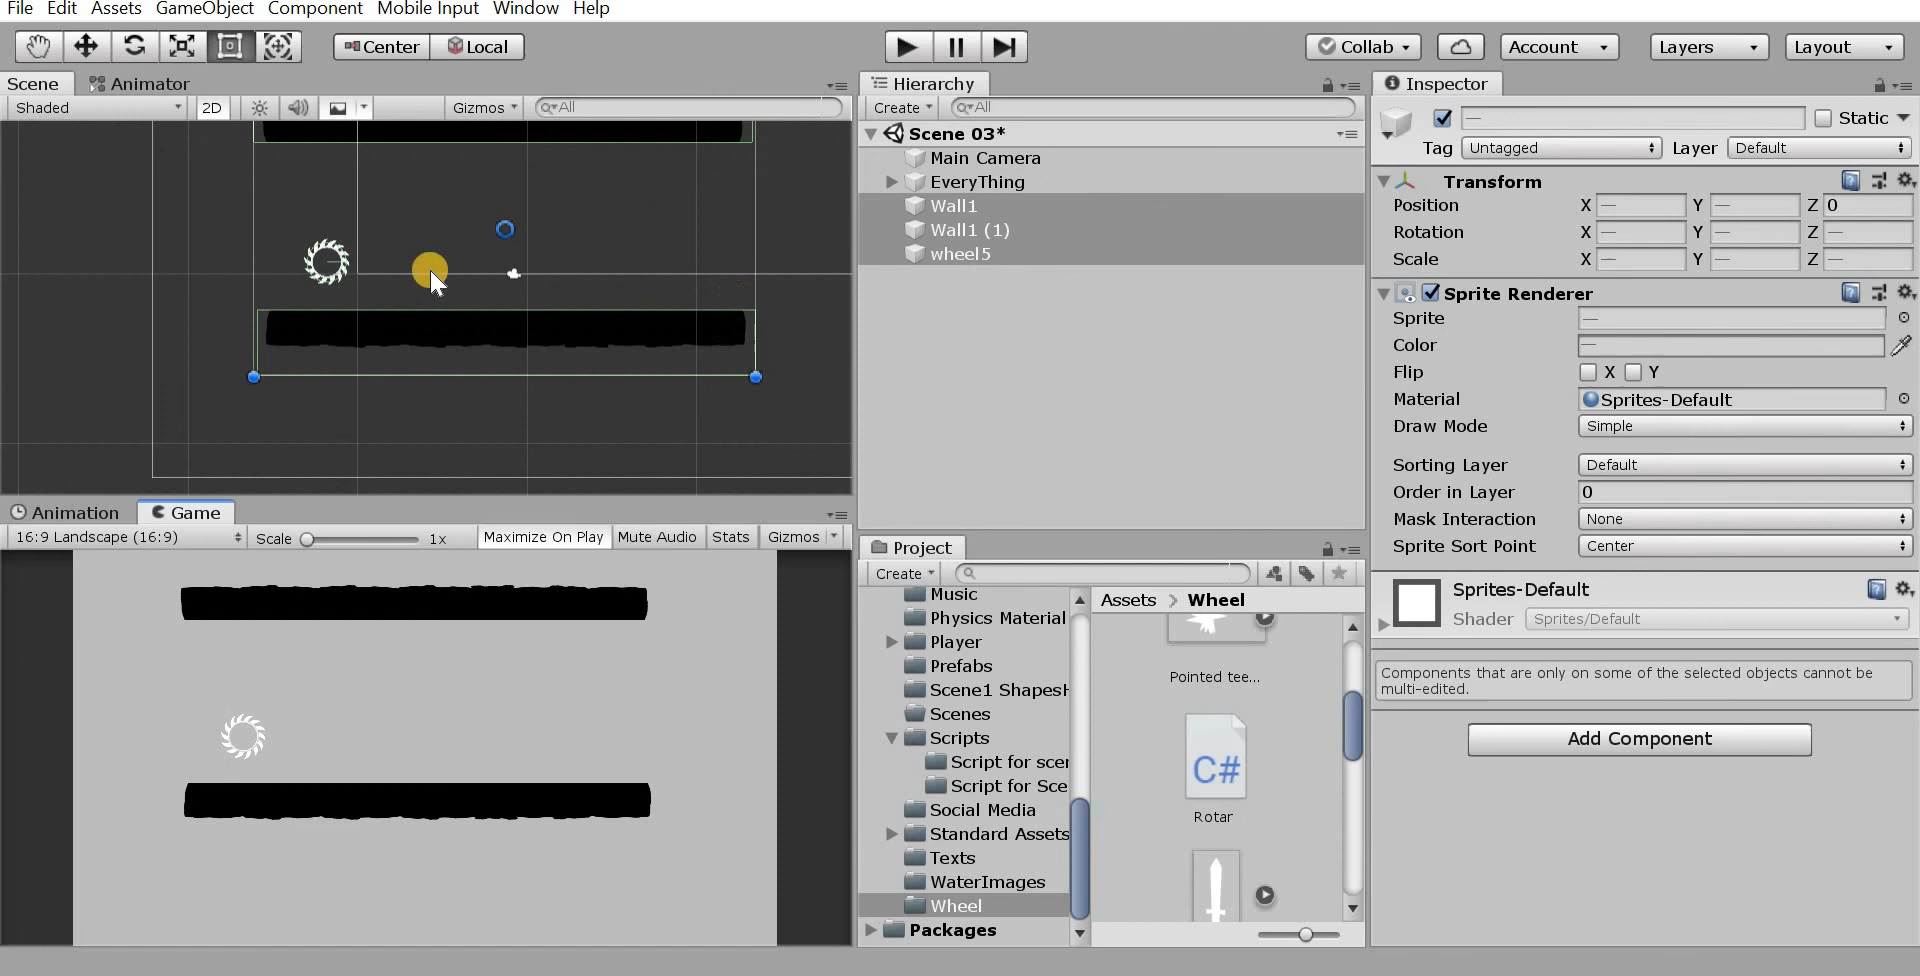 File Edit Assets GameObject Component Mobile Input Window Help
Center Local Collab Account Layers Layout
Scene Animator
Shaded 2D Gizmos All
Hierarchy
Create All
Scene 03*
Main Camera
EveryThing
Wall1
Wall1 (1)
wheel5
Inspector
— Static
Tag Untagged Layer Default
Transform
Position X — Y — Z 0
Rotation X — Y — Z —
Scale X — Y — Z —
Sprite Renderer
Sprite —
Color —
Flip X Y
Material Sprites-Default
Draw Mode Simple
Sorting Layer Default
Order in Layer 0
Mask Interaction None
Sprite Sort Point Center
Sprites-Default
Shader Sprites/Default
Components that are only on some of the selected objects cannot be
multi-edited.
Add Component
Animation Game
16:9 Landscape (16:9) Scale 1x Maximize On Play Mute Audio Stats Gizmos
Project
Create
Music
Physics Material
Player
Prefabs
Scene1 Shapes
Scenes
Scripts
Script for scer
Script for Sce
Social Media
Standard Assets
Texts
WaterImages
Wheel
Packages
Assets > Wheel
Pointed tee...
C#
Rotar